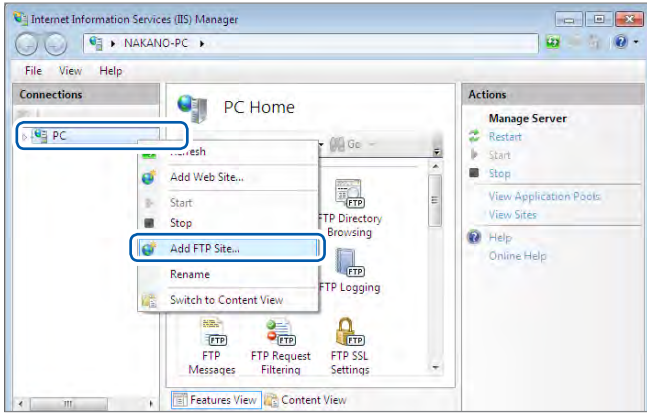 Internet Information Services (IIS) Manager
NAKANO-PC
File View Help
Connections
PC
Refresh
Add Web Site...
Start
Stop
Add FTP Site...
Rename
Switch to Content View
PC Home
Go
FTP Directory
Browsing
FTP Logging
FTP
Messages
FTP Request
Filtering
FTP SSL
Settings
Features View
Content View
Actions
Manage Server
Restart
Start
Stop
View Application Pools
View Sites
Help
Online Help